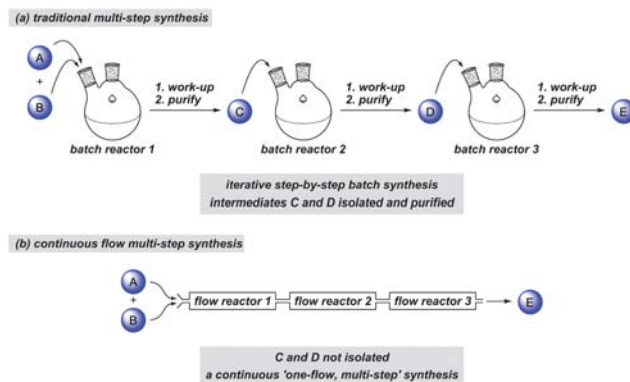 (a) traditional multi-step synthesis
A
+
B
batch reactor 1
1. work-up
2. purify
C
batch reactor 2
1. work-up
2. purify
D
batch reactor 3
1. work-up
2. purify
E
iterative step-by-step batch synthesis
intermediates C and D isolated and purified
(b) continuous flow multi-step synthesis
A
+
B
flow reactor 1
flow reactor 2
flow reactor 3
E
C and D not isolated
a continuous 'one-flow, multi-step' synthesis